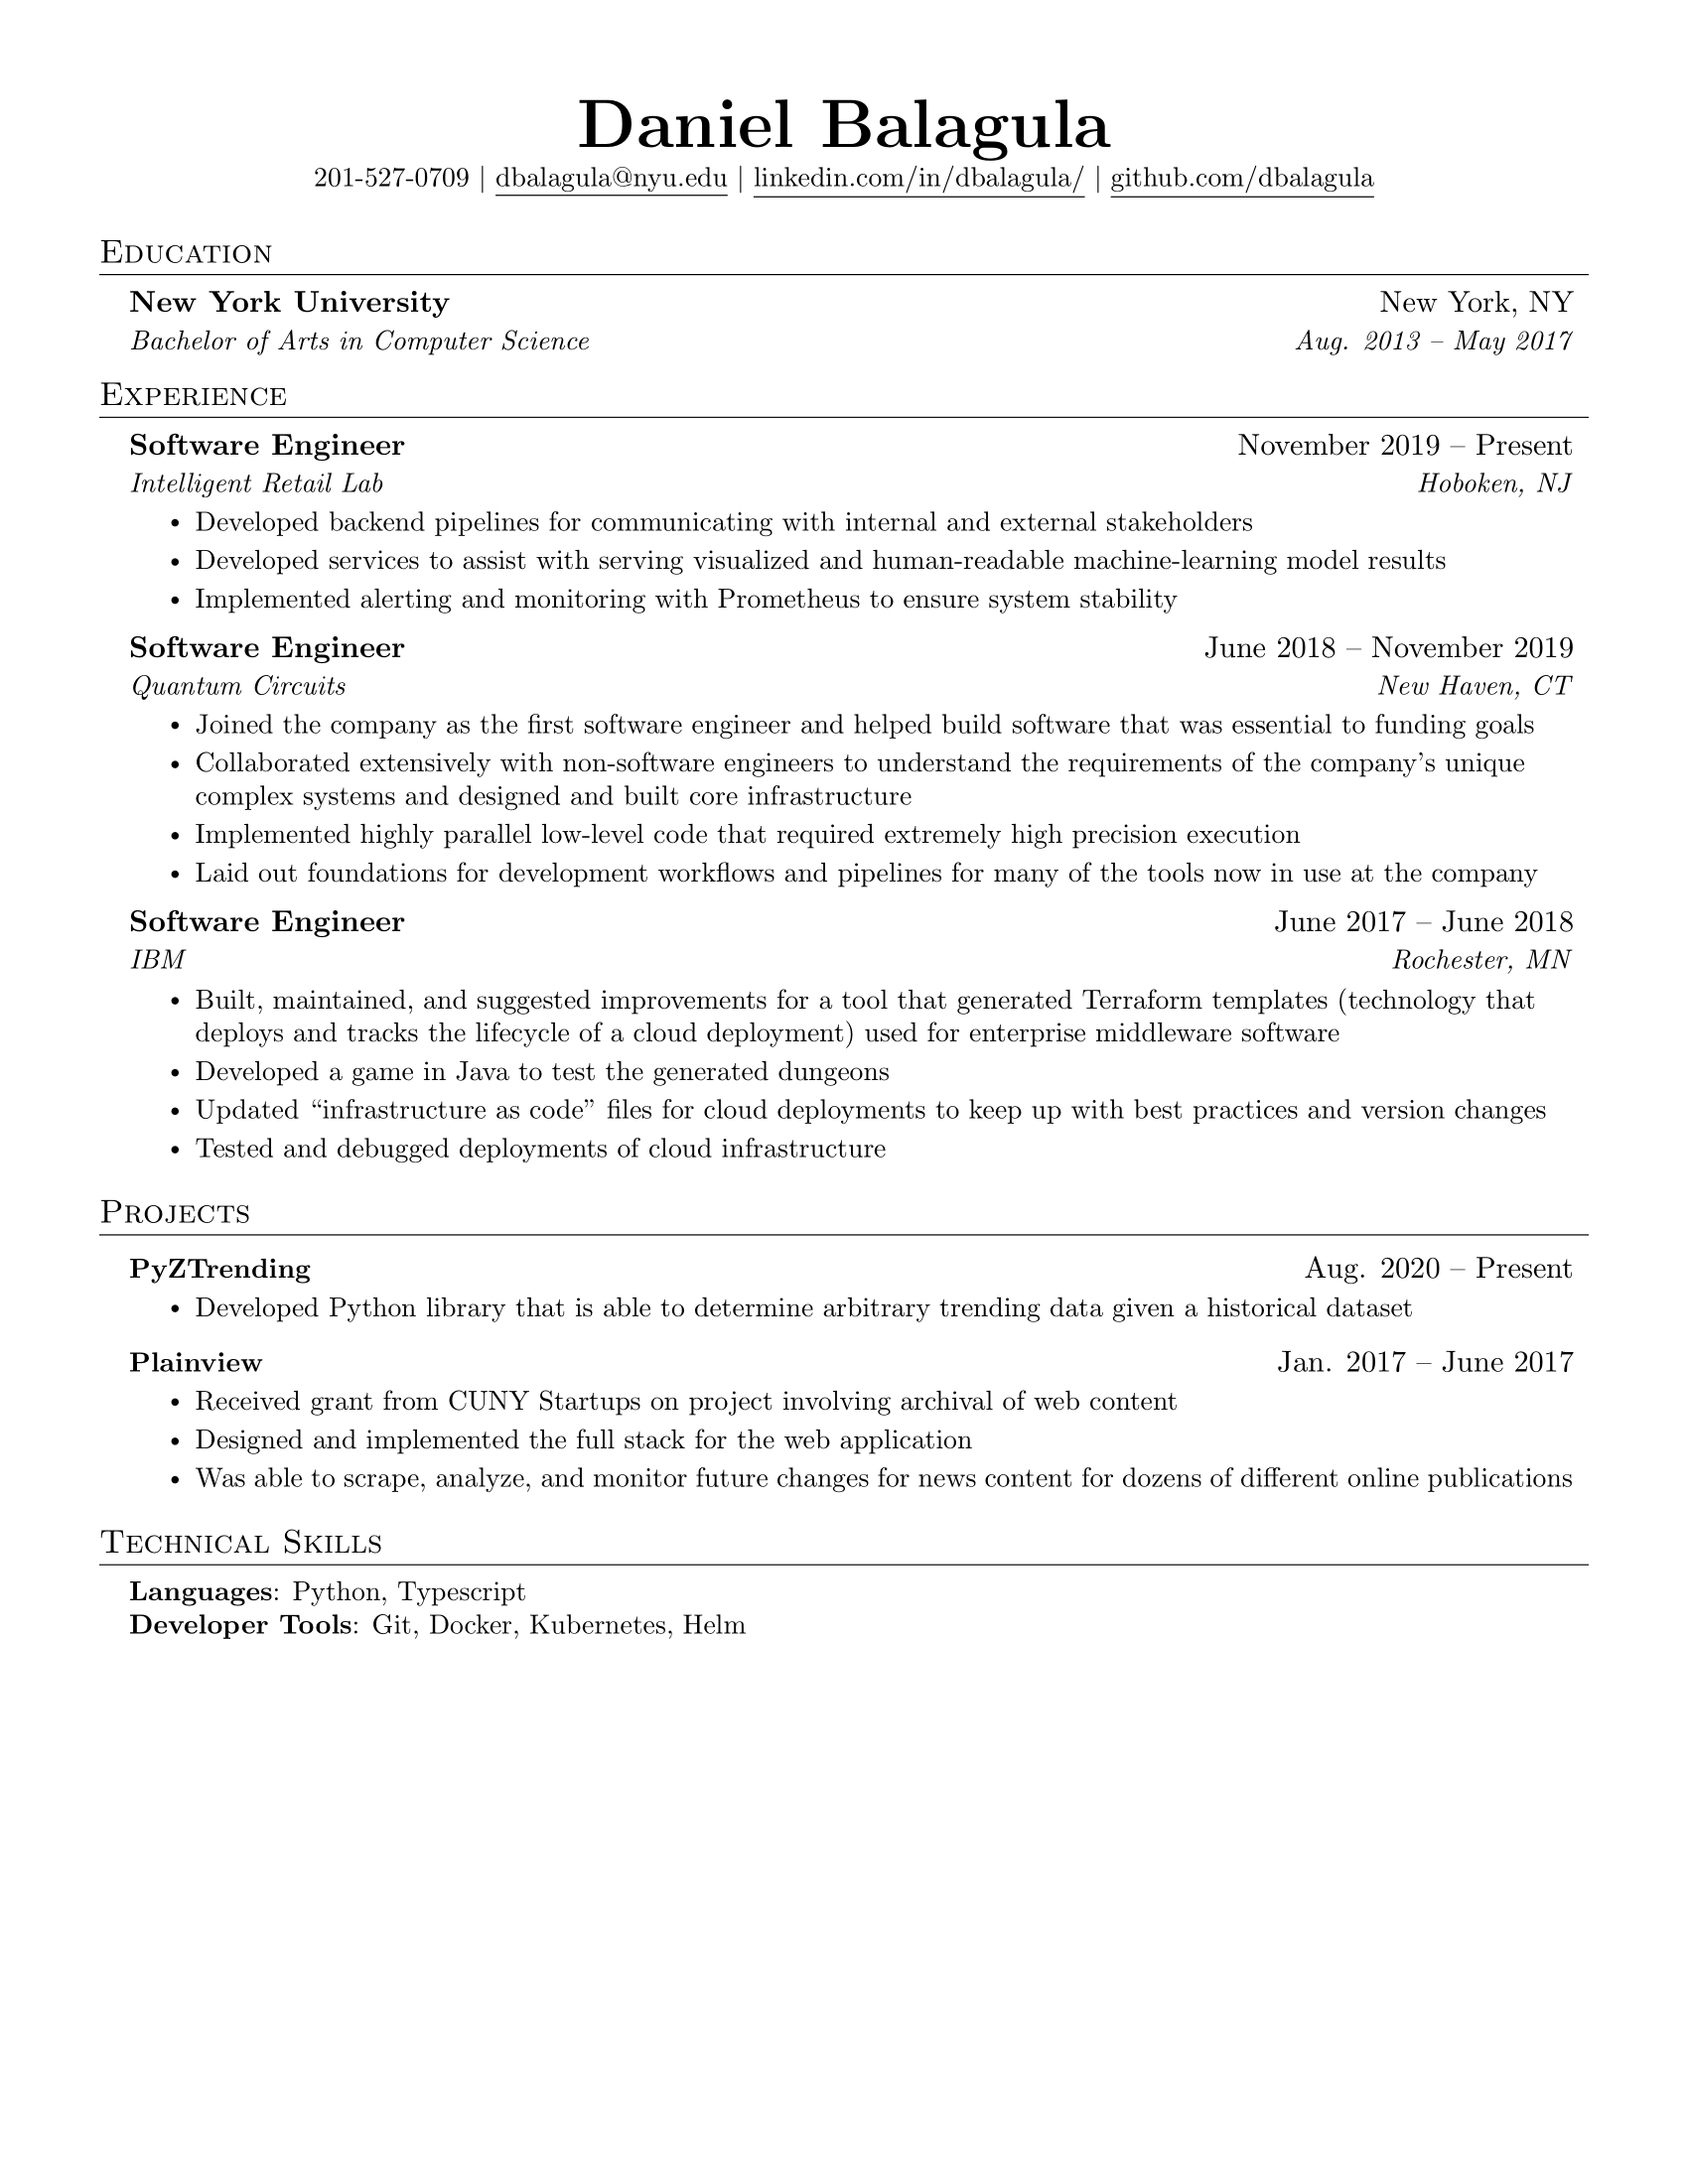 Daniel Balagula
201-527-0709 | dbalagula@nyu.edu | linkedin.com/in/dbalagula/ | github.com/dbalagula
Education
New York University New York, NY
Bachelor of Arts in Computer Science Aug. 2013 – May 2017
Experience
Software Engineer November 2019 – Present
Intelligent Retail Lab Hoboken, NJ
• Developed backend pipelines for communicating with internal and external stakeholders
• Developed services to assist with serving visualized and human-readable machine-learning model results
• Implemented alerting and monitoring with Prometheus to ensure system stability
Software Engineer June 2018 – November 2019
Quantum Circuits New Haven, CT
• Joined the company as the first software engineer and helped build software that was essential to funding goals
• Collaborated extensively with non-software engineers to understand the requirements of the company’s unique
complex systems and designed and built core infrastructure
• Implemented highly parallel low-level code that required extremely high precision execution
• Laid out foundations for development workflows and pipelines for many of the tools now in use at the company
Software Engineer June 2017 – June 2018
IBM Rochester, MN
• Built, maintained, and suggested improvements for a tool that generated Terraform templates (technology that
deploys and tracks the lifecycle of a cloud deployment) used for enterprise middleware software
• Developed a game in Java to test the generated dungeons
• Updated “infrastructure as code” files for cloud deployments to keep up with best practices and version changes
• Tested and debugged deployments of cloud infrastructure
Projects
PyZTrending Aug. 2020 – Present
• Developed Python library that is able to determine arbitrary trending data given a historical dataset
Plainview Jan. 2017 – June 2017
• Received grant from CUNY Startups on project involving archival of web content
• Designed and implemented the full stack for the web application
• Was able to scrape, analyze, and monitor future changes for news content for dozens of different online publications
Technical Skills
Languages: Python, Typescript
Developer Tools: Git, Docker, Kubernetes, Helm